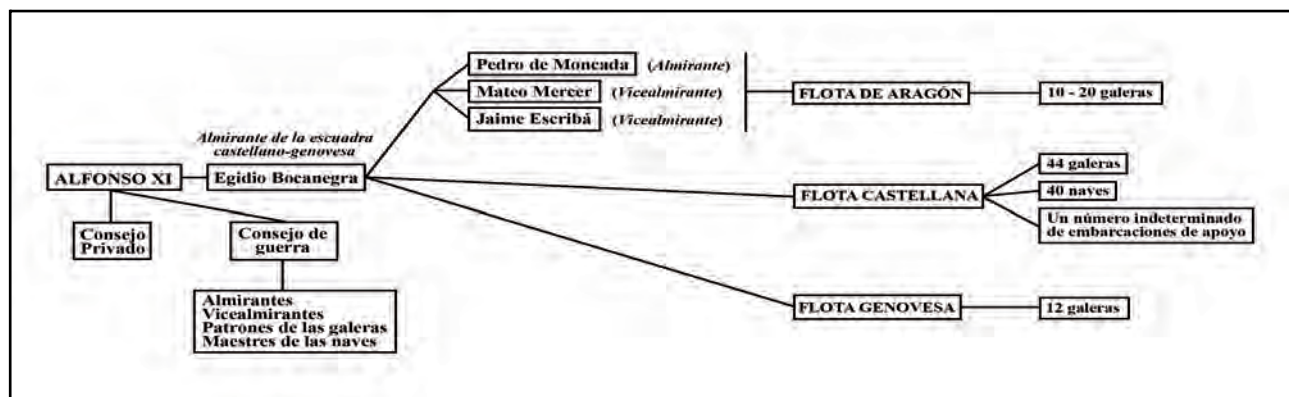 Pedro de Moncada (Almirante)
Mateo Mercer (Vicealmirante)
Jaime Escribá (Vicealmirante)
FLOTA DE ARAGÓN
10 - 20 galeras
Almirante de la escuadra
castellano-genovesa
ALFONSO XI
Egidio Bocanegra
FLOTA CASTELLANA
44 galeras
40 naves
Un número indeterminado
de embarcaciones de apoyo
Consejo
Privado
Consejo de
guerra
Almirantes
Vicealmirantes
Patrones de las galeras
Maestres de las naves
FLOTA GENOVESA
12 galeras